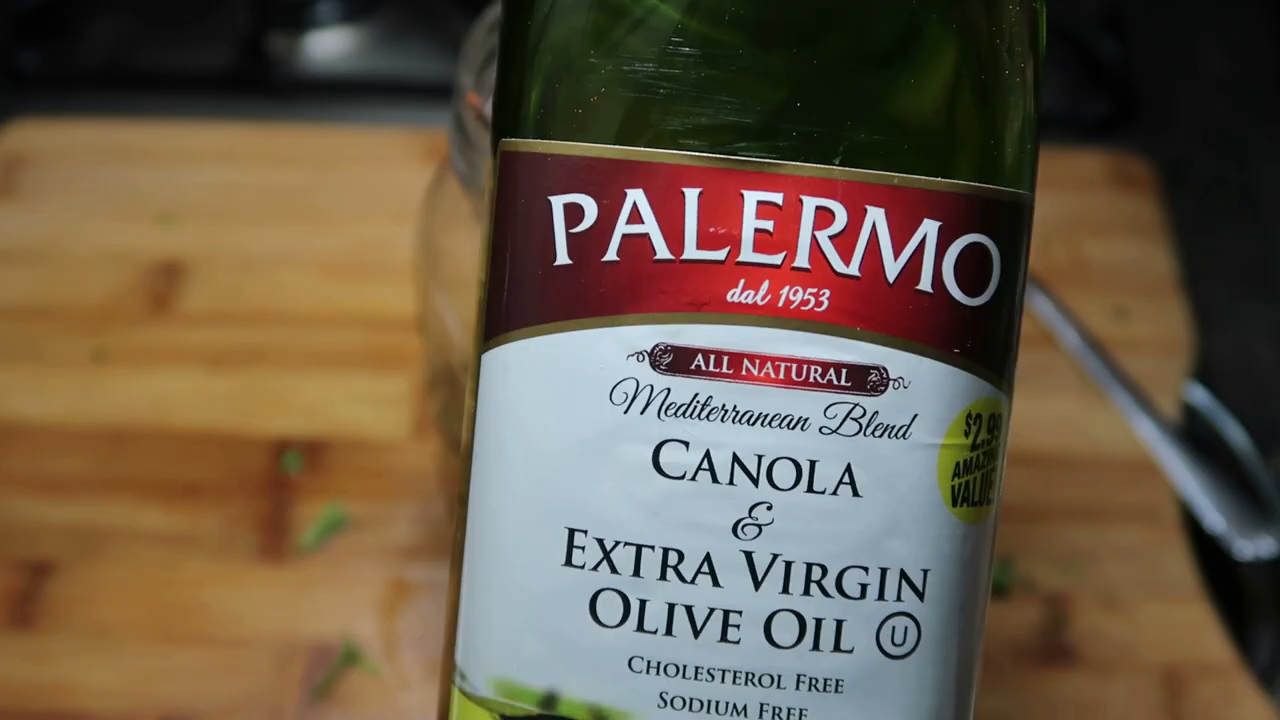 PALERMO
dal 1953
ALL NATURAL
Mediterranean Blend
CANOLA
&
EXTRA VIRGIN
OLIVE OIL U
CHOLESTEROL FREE
SODIUM FREE
$2.99
AMAZING
VALUE